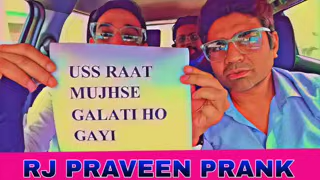 USS RAAT
MUJHSE
GALATI HO
GAYI
RJ PRAVEEN PRANK